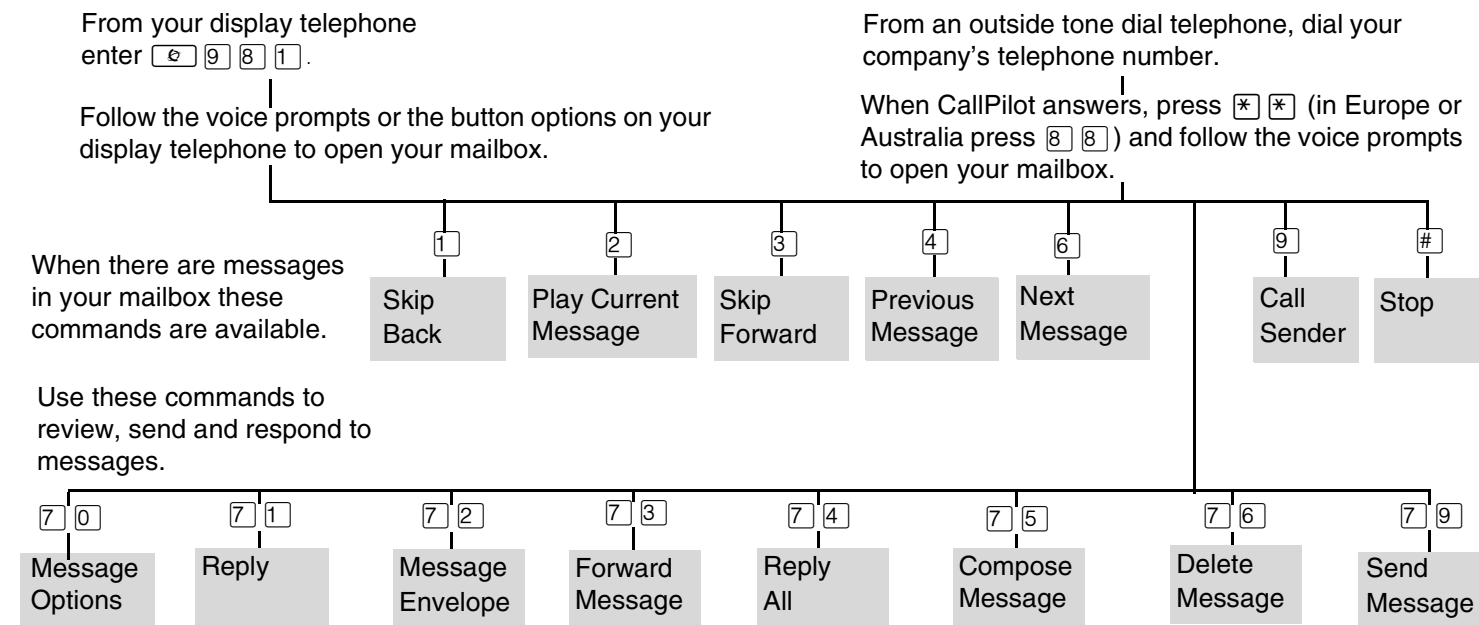 From your display telephone
enter 9 8 1 .
Follow the voice prompts or the button options on your
display telephone to open your mailbox.
From an outside tone dial telephone, dial your
company's telephone number.
When CallPilot answers, press * * (in Europe or
Australia press 8 8 ) and follow the voice prompts
to open your mailbox.
When there are messages
in your mailbox these
commands are available.
1
Skip
Back
2
Play Current
Message
3
Skip
Forward
4
Previous
Message
6
Next
Message
9
Call
Sender
#
Stop
Use these commands to
review, send and respond to
messages.
7 0
Message
Options
7 1
Reply
7 2
Message
Envelope
7 3
Forward
Message
7 4
Reply
All
7 5
Compose
Message
7 6
Delete
Message
7 9
Send
Message